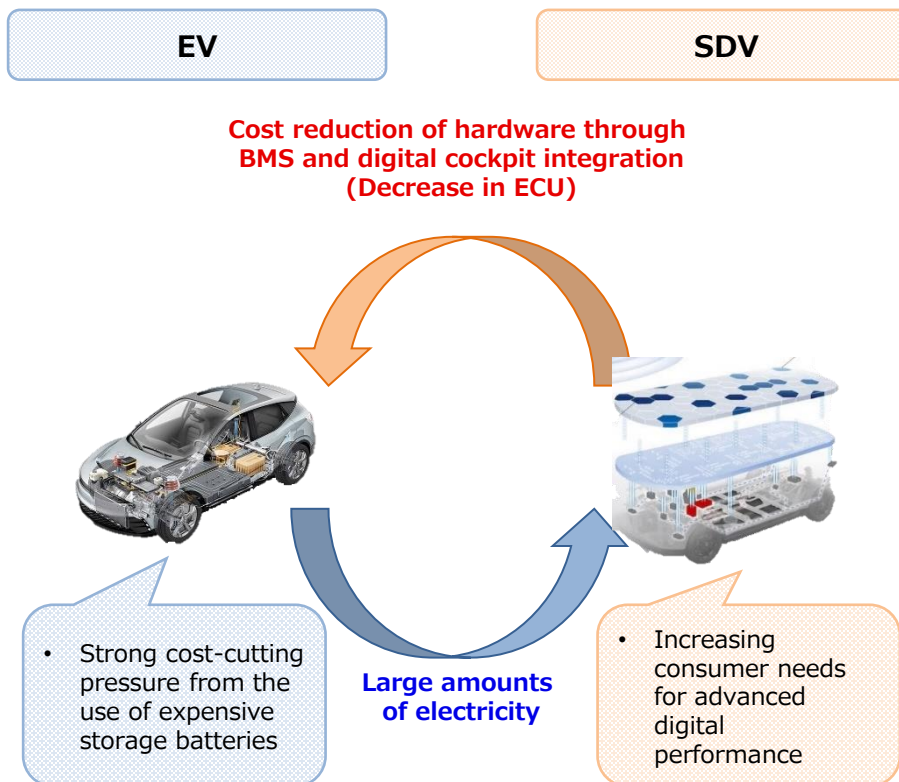 EV
SDV
Cost reduction of hardware through
BMS and digital cockpit integration
(Decrease in ECU)
• Strong cost-cutting
pressure from the
use of expensive
storage batteries
Large amounts
of electricity
• Increasing
consumer needs
for advanced
digital
performance